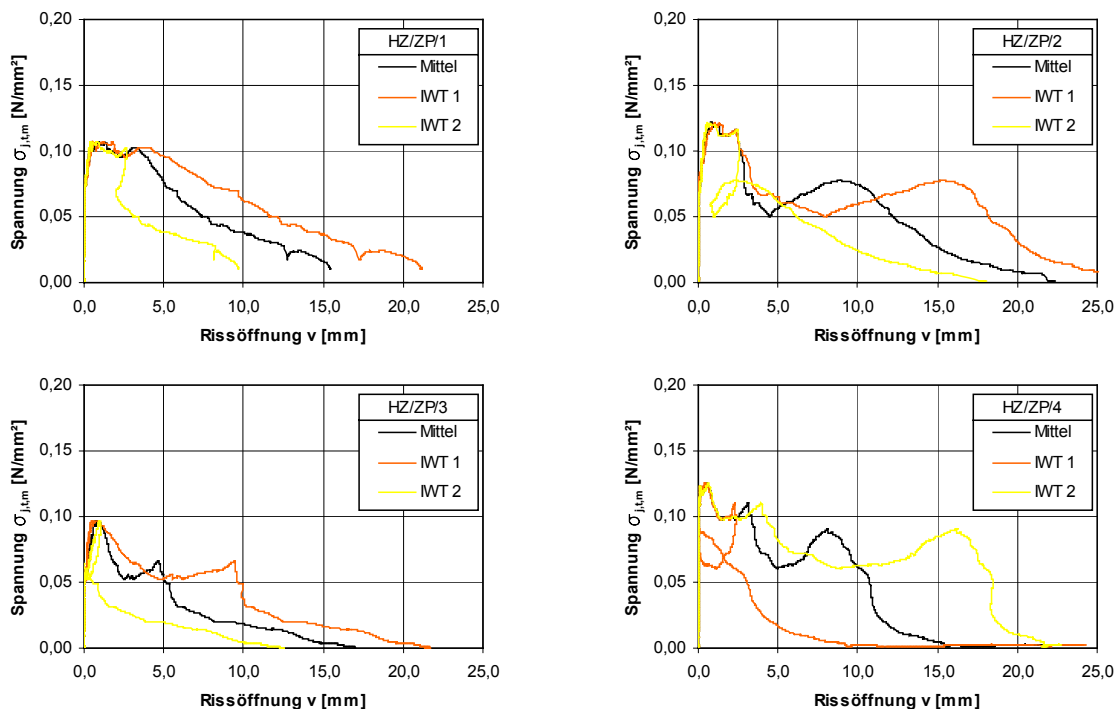 0,20
0,15
0,10
0,05
0,00
Spannung σj,t,m [N/mm²]
HZ/ZP/1
Mittel
IWT 1
IWT 2
0,0 5,0 10,0 15,0 20,0 25,0
Rissöffnung v [mm]
0,20
0,15
0,10
0,05
0,00
Spannung σj,t,m [N/mm²]
HZ/ZP/2
Mittel
IWT 1
IWT 2
0,0 5,0 10,0 15,0 20,0 25,0
Rissöffnung v [mm]
0,20
0,15
0,10
0,05
0,00
Spannung σj,t,m [N/mm²]
HZ/ZP/3
Mittel
IWT 1
IWT 2
0,0 5,0 10,0 15,0 20,0 25,0
Rissöffnung v [mm]
0,20
0,15
0,10
0,05
0,00
Spannung σj,t,m [N/mm²]
HZ/ZP/4
Mittel
IWT 1
IWT 2
0,0 5,0 10,0 15,0 20,0 25,0
Rissöffnung v [mm]